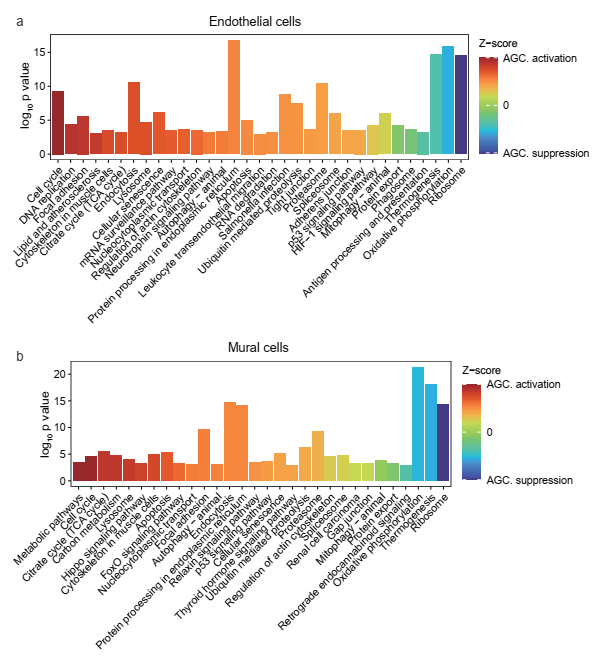 a
Endothelial cells
log10 p value
15
10
5
0
Z−score
AGC. activation
0
AGC. suppression
Cell cycle
DNA replication
Focal adhesion
Lipid and atherosclerosis
Cytoskeleton in muscle cells
Citrate cycle (TCA cycle)
Endocytosis
Lysosome
Cellular senescence
mRNA surveillance pathway
Nucleocytoplasmic transport
Regulation of actin cytoskeleton
Neurotrophin signaling pathway
Autophagy − animal
Protein processing in endoplasmic reticulum
Apoptosis
Leukocyte transendothelial migration
RNA degradation
Salmonella infection
Ubiquitin mediated proteolysis
Tight junction
Proteasome
Spliceosome
Adherens junction
p53 signaling pathway
HIF−1 signaling pathway
Mitophagy − animal
Protein export
Phagosome
Antigen processing and presentation
Thermogenesis
Oxidative phosphorylation
Ribosome
b
Mural cells
log10 p value
20
15
10
5
0
Z−score
AGC. activation
0
AGC. suppression
Metabolic pathways
Cell cycle
Citrate cycle (TCA cycle)
Carbon metabolism
Lysosome
Hippo signaling pathway
Cytoskeleton in muscle cells
Apoptosis
FoxO signaling pathway
Nucleocytoplasmic transport
Focal adhesion
Autophagy − animal
Endocytosis
Protein processing in endoplasmic reticulum
Relaxin signaling pathway
p53 signaling pathway
Cellular senescence
Thyroid hormone signaling pathway
Ubiquitin mediated proteolysis
Proteasome
Regulation of actin cytoskeleton
Spliceosome
Renal cell carcinoma
Gap junction
Mitophagy − animal
Protein export
Retrograde endocannabinoid signaling
Oxidative phosphorylation
Thermogenesis
Ribosome